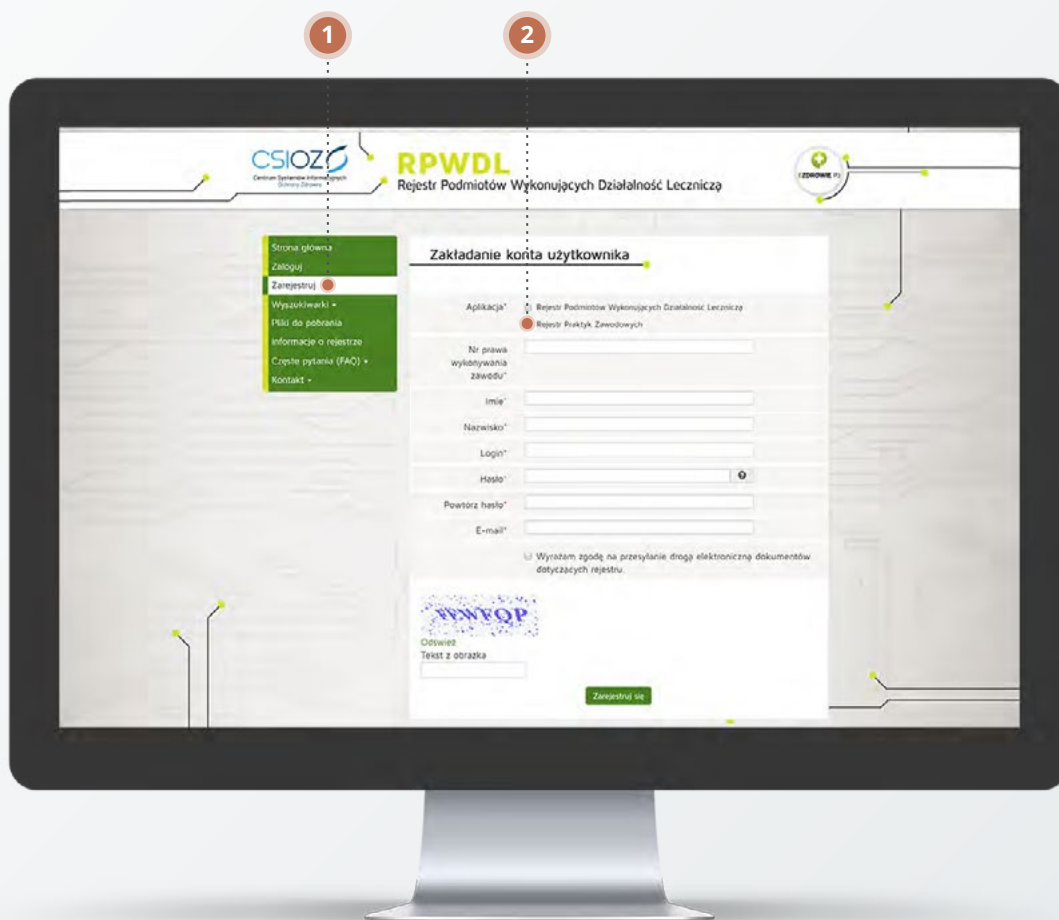 1
2
CSIOZ
Centrum Systemów Informacyjnych
Ochrony Zdrowia
RPWDL
Rejestr Podmiotów Wykonujących Działalność Leczniczą
Strona główna
Zaloguj
Zarejestruj
Wyszukiwarki
Pliki do pobrania
Informacje o rejestrze
Częste pytania (FAQ)
Kontakt
Zakładanie konta użytkownika
Aplikacja*
Rejestr Podmiotów Wykonujących Działalność Leczniczą
Rejestr Praktyk Zawodowych
Nr prawa
wykonywania
zawodu*
Imie*
Nazwisko*
Login*
Hasło*
Powtórz hasło*
E-mail*
Wyrażam zgodę na przesyłanie drogą elektroniczną dokumentów
dotyczących rejestru.
Odśwież
Tekst z obrazka
Zarejestruj się